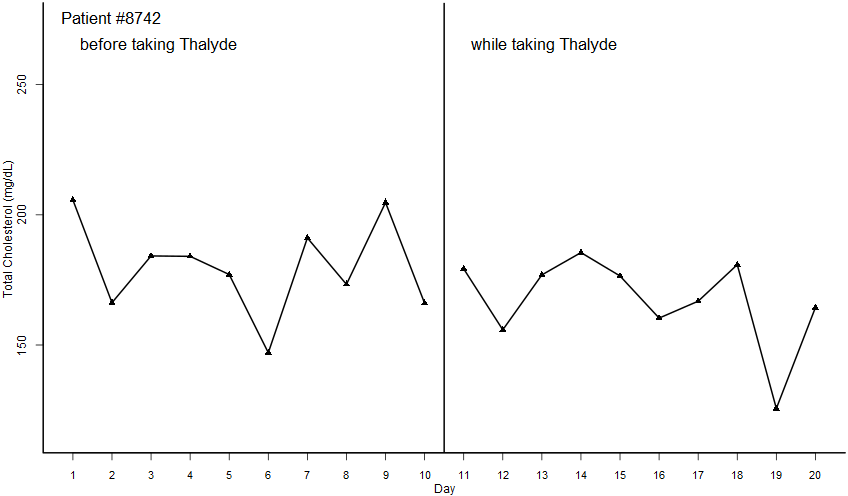 Patient #8742
before taking Thalyde
while taking Thalyde
Total Cholesterol (mg/dL)
250
200
150
1 2 3 4 5 6 7 8 9 10 11 12 13 14 15 16 17 18 19 20
Day